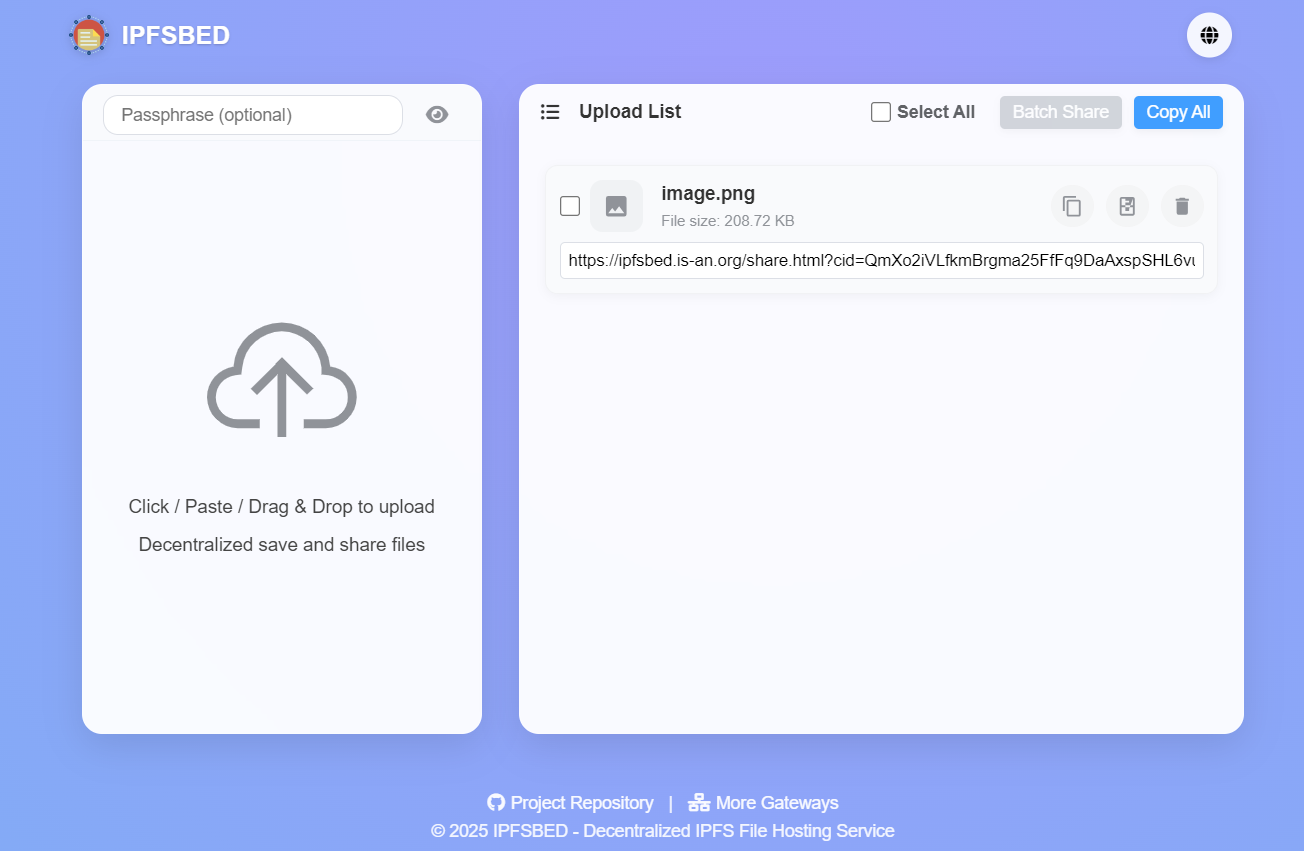 IPFSBED
Passphrase (optional)
Click / Paste / Drag & Drop to upload
Decentralized save and share files
Upload List
Select All
Batch Share
Copy All
image.png
File size: 208.72 KB
https://ipfsbed.is-an.org/share.html?cid=QmXo2iVLfkmBrgma25FfFq9DaAxspSHL6vu
Project Repository | More Gateways
© 2025 IPFSBED - Decentralized IPFS File Hosting Service